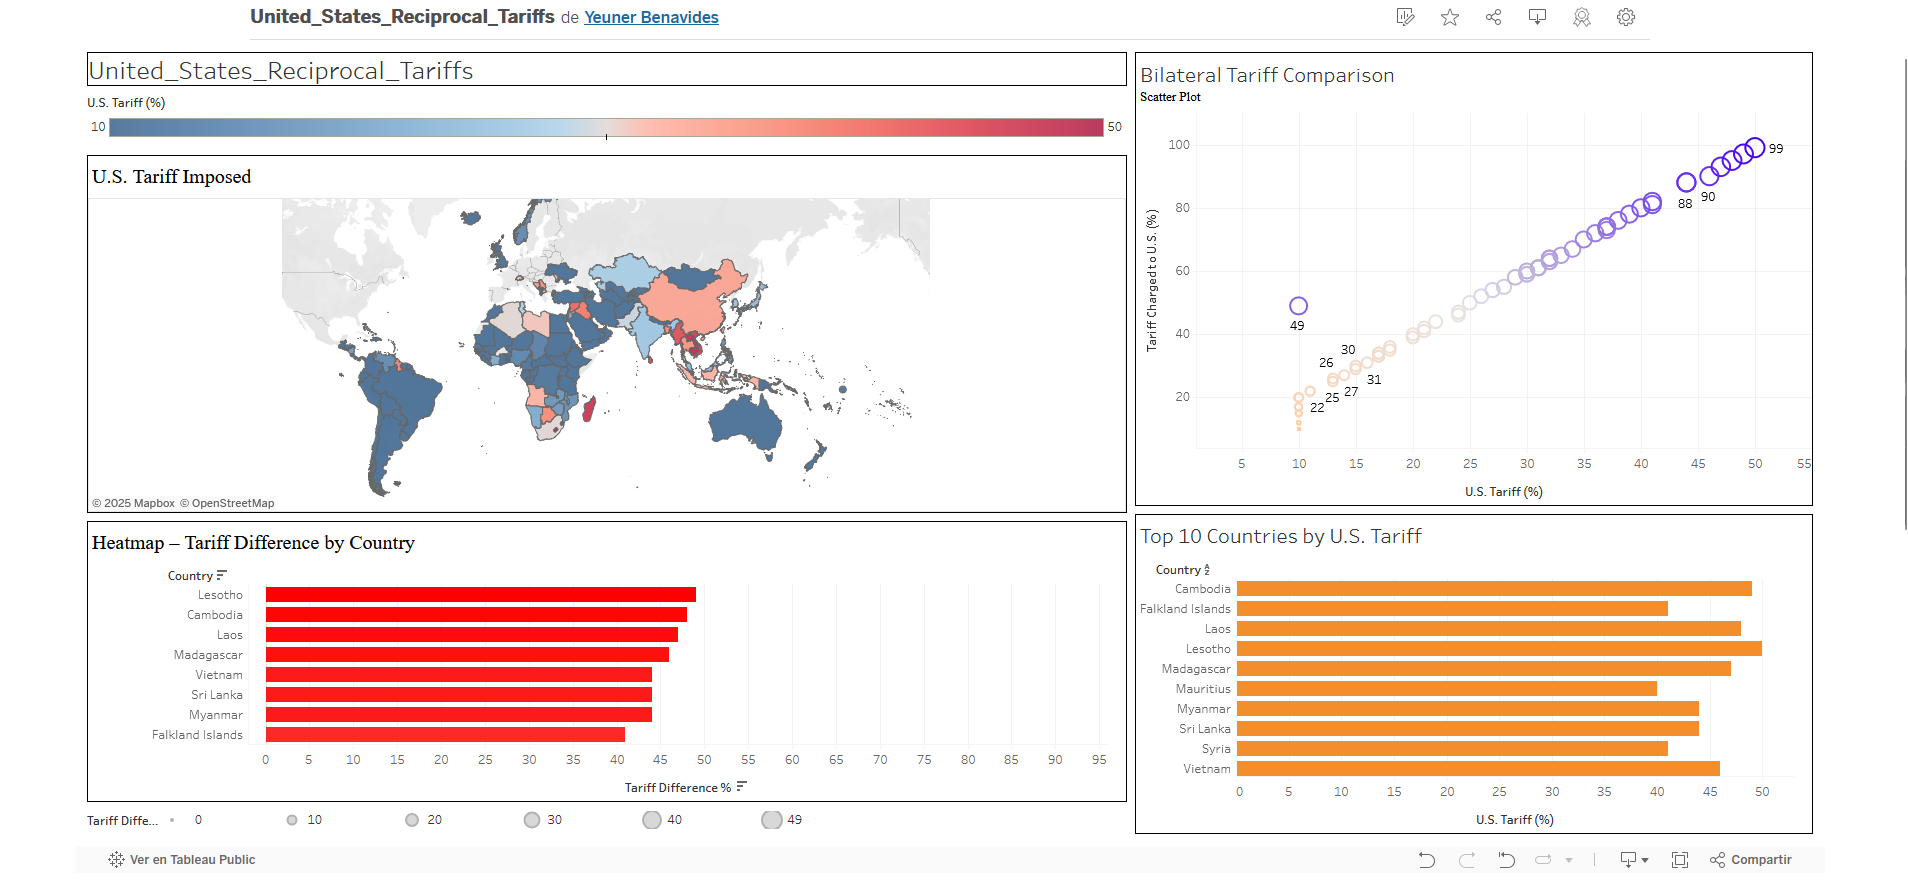 United_States_Reciprocal_Tariffs de Yeuner Benavides
United_States_Reciprocal_Tariffs
U.S. Tariff (%)
10 50
U.S. Tariff Imposed
© 2025 Mapbox © OpenStreetMap
Heatmap – Tariff Difference by Country
Country
Lesotho
Cambodia
Laos
Madagascar
Vietnam
Sri Lanka
Myanmar
Falkland Islands
0 5 10 15 20 25 30 35 40 45 50 55 60 65 70 75 80 85 90 95
Tariff Difference %
Tariff Diffe... 0 10 20 30 40 49
Bilateral Tariff Comparison
Scatter Plot
Tariff Charged to U.S. (%)
100
80
60
40
20
99
90
88
49
30
26
31
27
25
22
5 10 15 20 25 30 35 40 45 50 55
U.S. Tariff (%)
Top 10 Countries by U.S. Tariff
Country
Cambodia
Falkland Islands
Laos
Lesotho
Madagascar
Mauritius
Myanmar
Sri Lanka
Syria
Vietnam
0 5 10 15 20 25 30 35 40 45 50
U.S. Tariff (%)
Ver en Tableau Public
Compartir